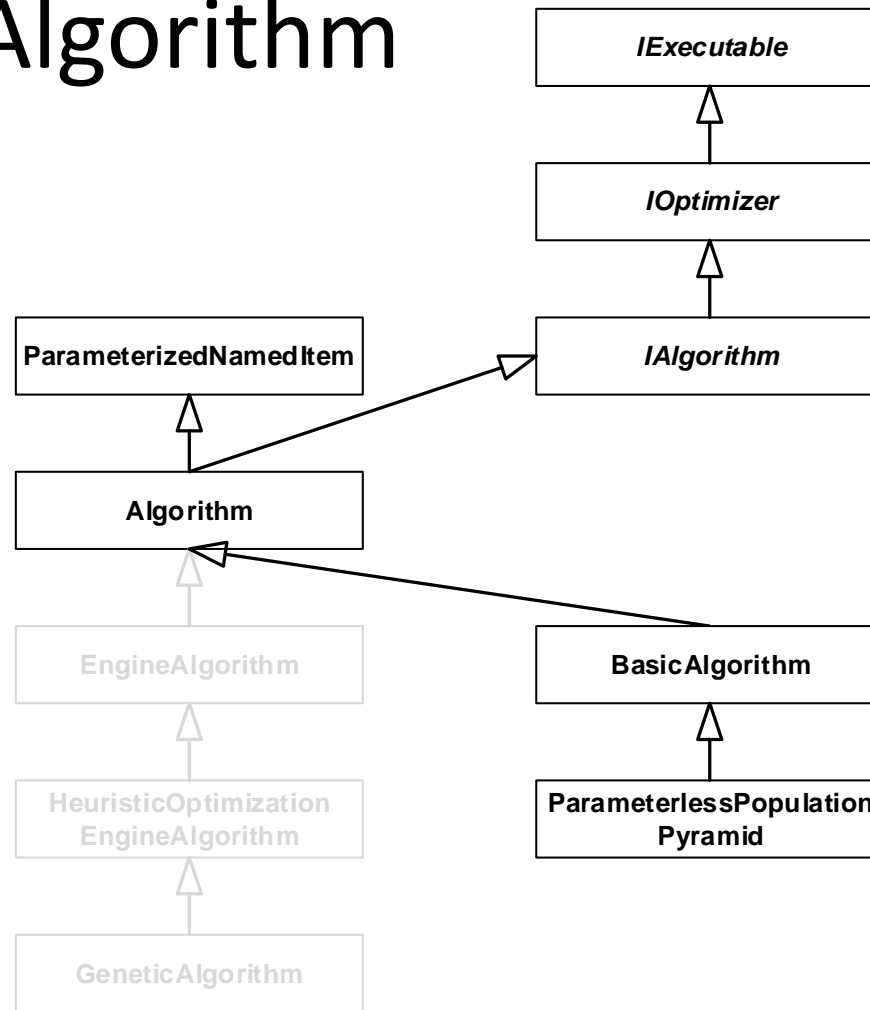 Algorithm
IExecutable
IOptimizer
ParameterizedNamedItem
IAlgorithm
Algorithm
EngineAlgorithm
BasicAlgorithm
HeuristicOptimization
EngineAlgorithm
ParameterlessPopulation
Pyramid
GeneticAlgorithm